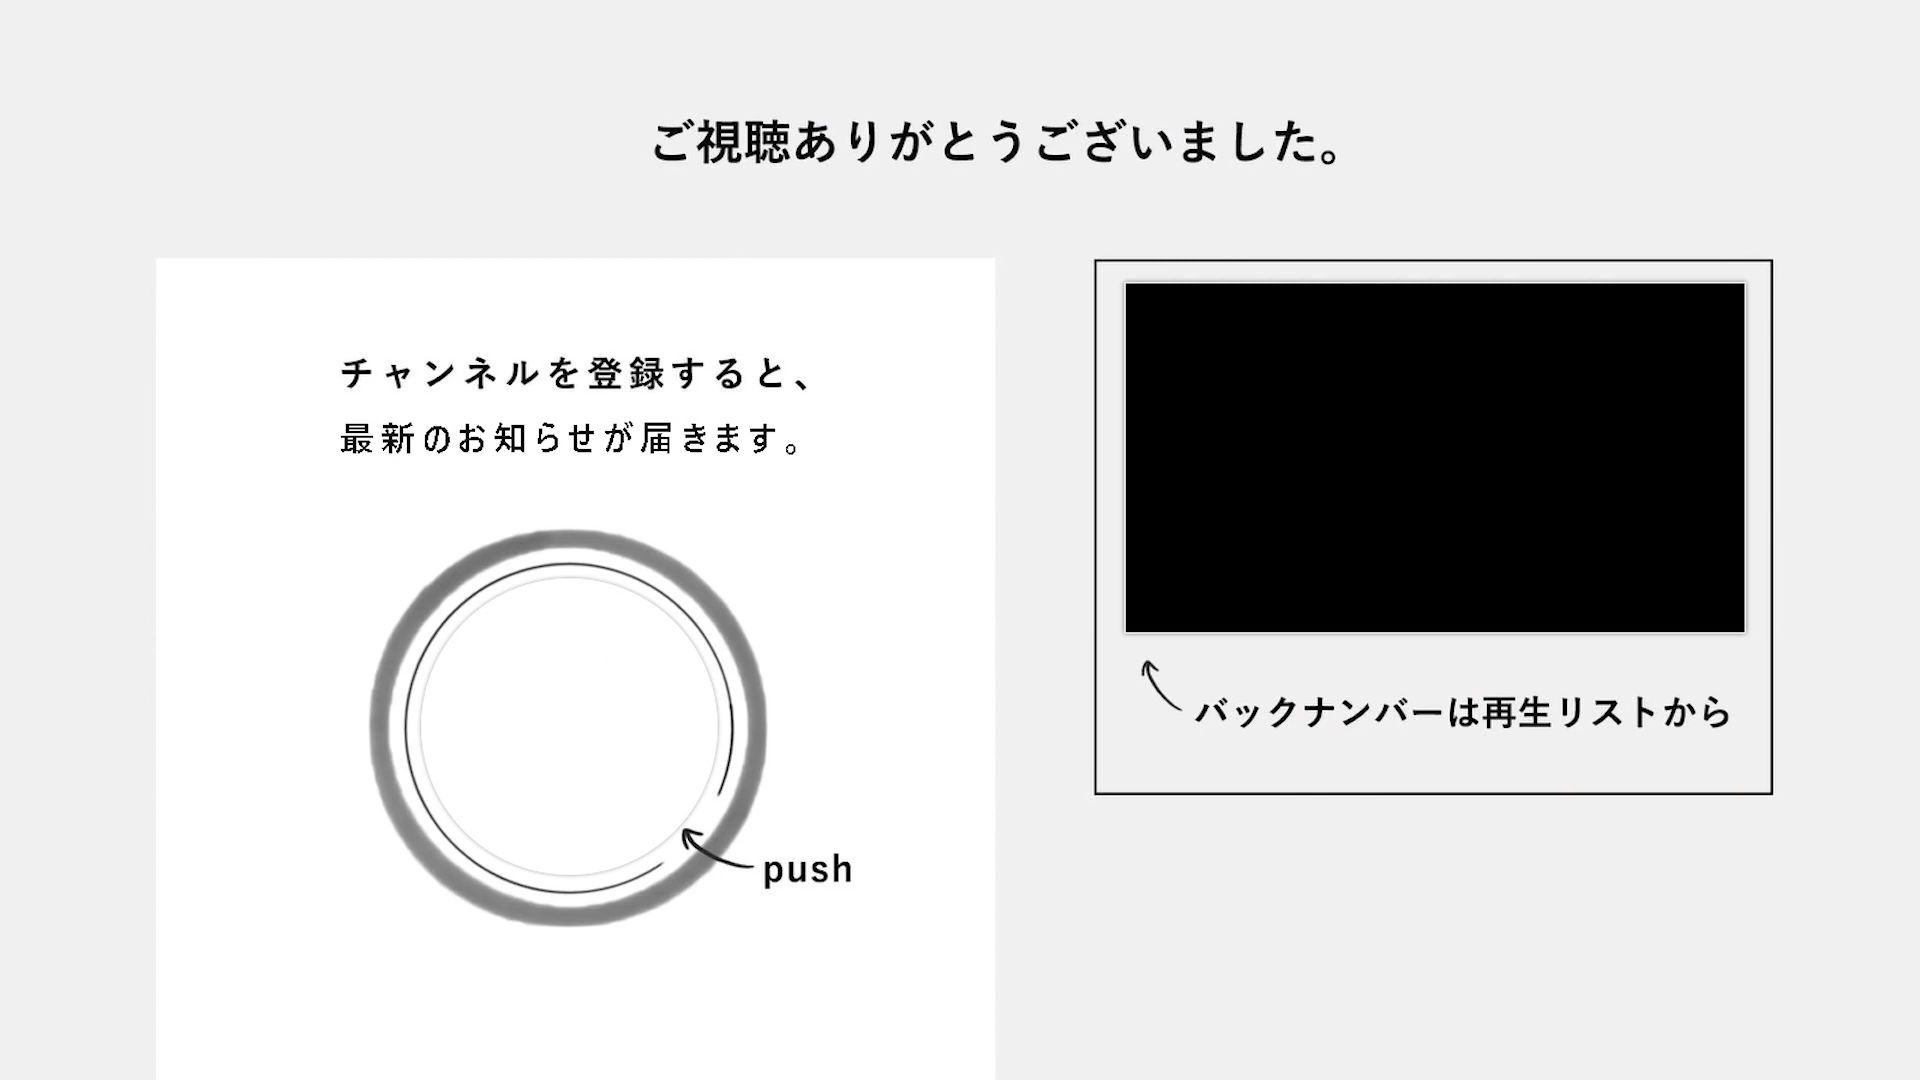 ご視聴ありがとうございました。
チャンネルを登録すると、
最新のお知らせが届きます。
push
バックナンバーは再生リストから